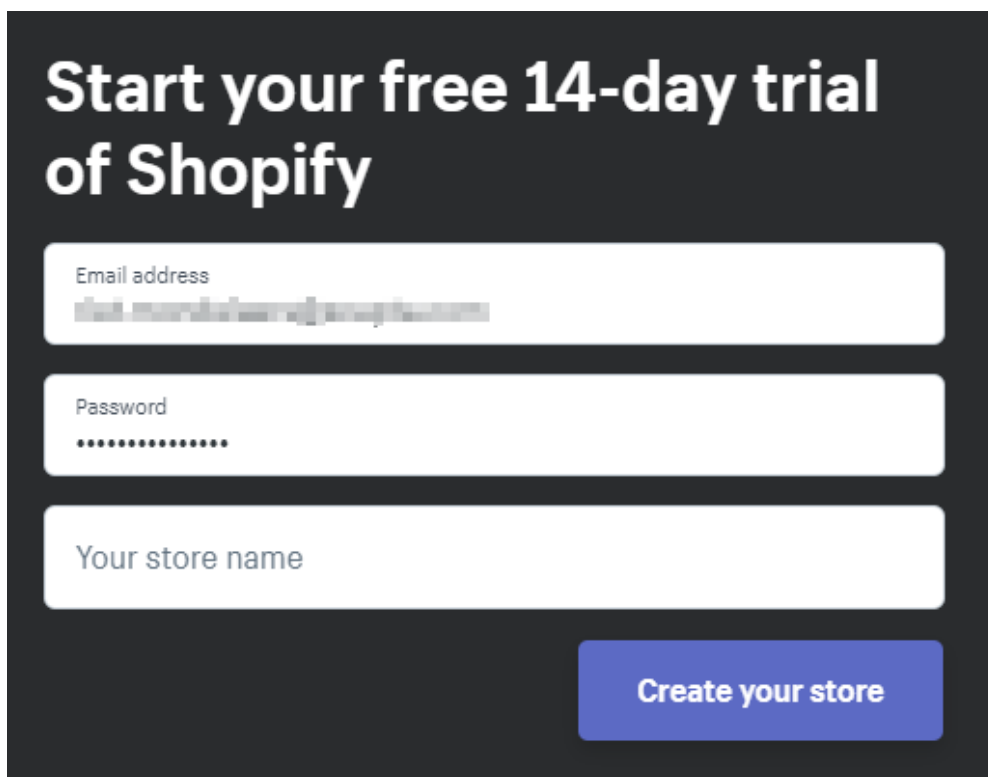 Start your free 14-day trial
of Shopify
Email address
Password
•••••••••••••••
Your store name
Create your store